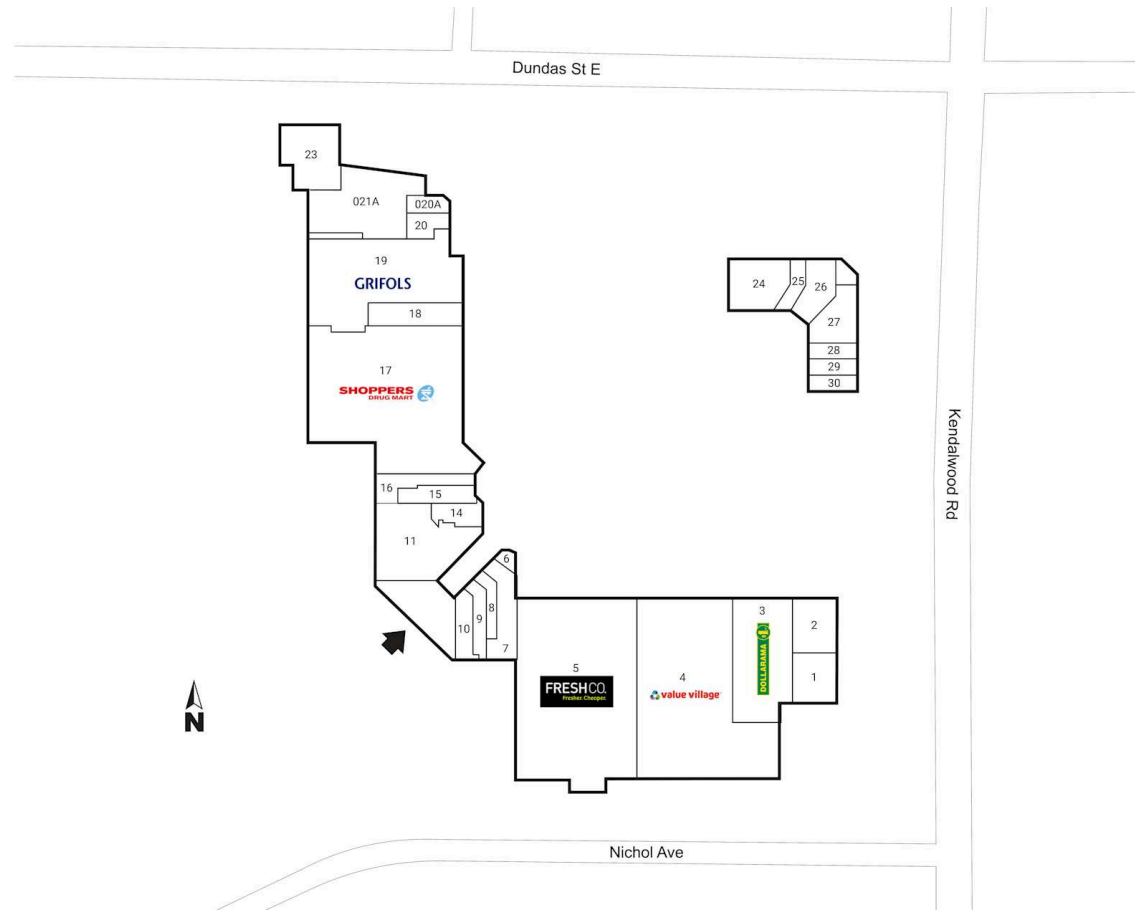 Dundas St E
23
021A
020A
20
19
GRIFOLS
18
17
SHOPPERS
DRUG MART
16
15
14
11
24
25
26
27
28
29
30
Kendalwood Rd
6
8
10
9
7
5
FRESHCO.
Fresher. Cheaper.
4
value village
3
DOLLARAMA
2
1
N
Nichol Ave